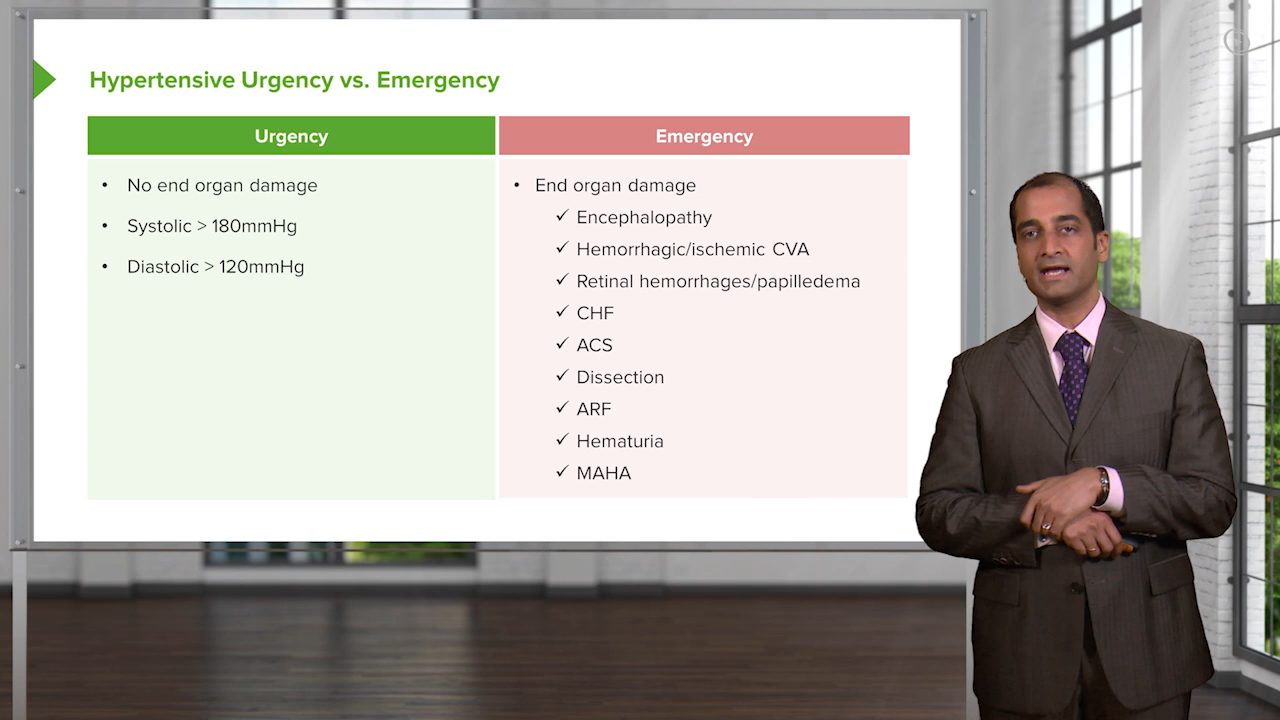 Hypertensive Urgency vs. Emergency
Urgency
• No end organ damage
• Systolic > 180mmHg
• Diastolic > 120mmHg
Emergency
• End organ damage
✓ Encephalopathy
✓ Hemorrhagic/ischemic CVA
✓ Retinal hemorrhages/papilledema
✓ CHF
✓ ACS
✓ Dissection
✓ ARF
✓ Hematuria
✓ MAHA